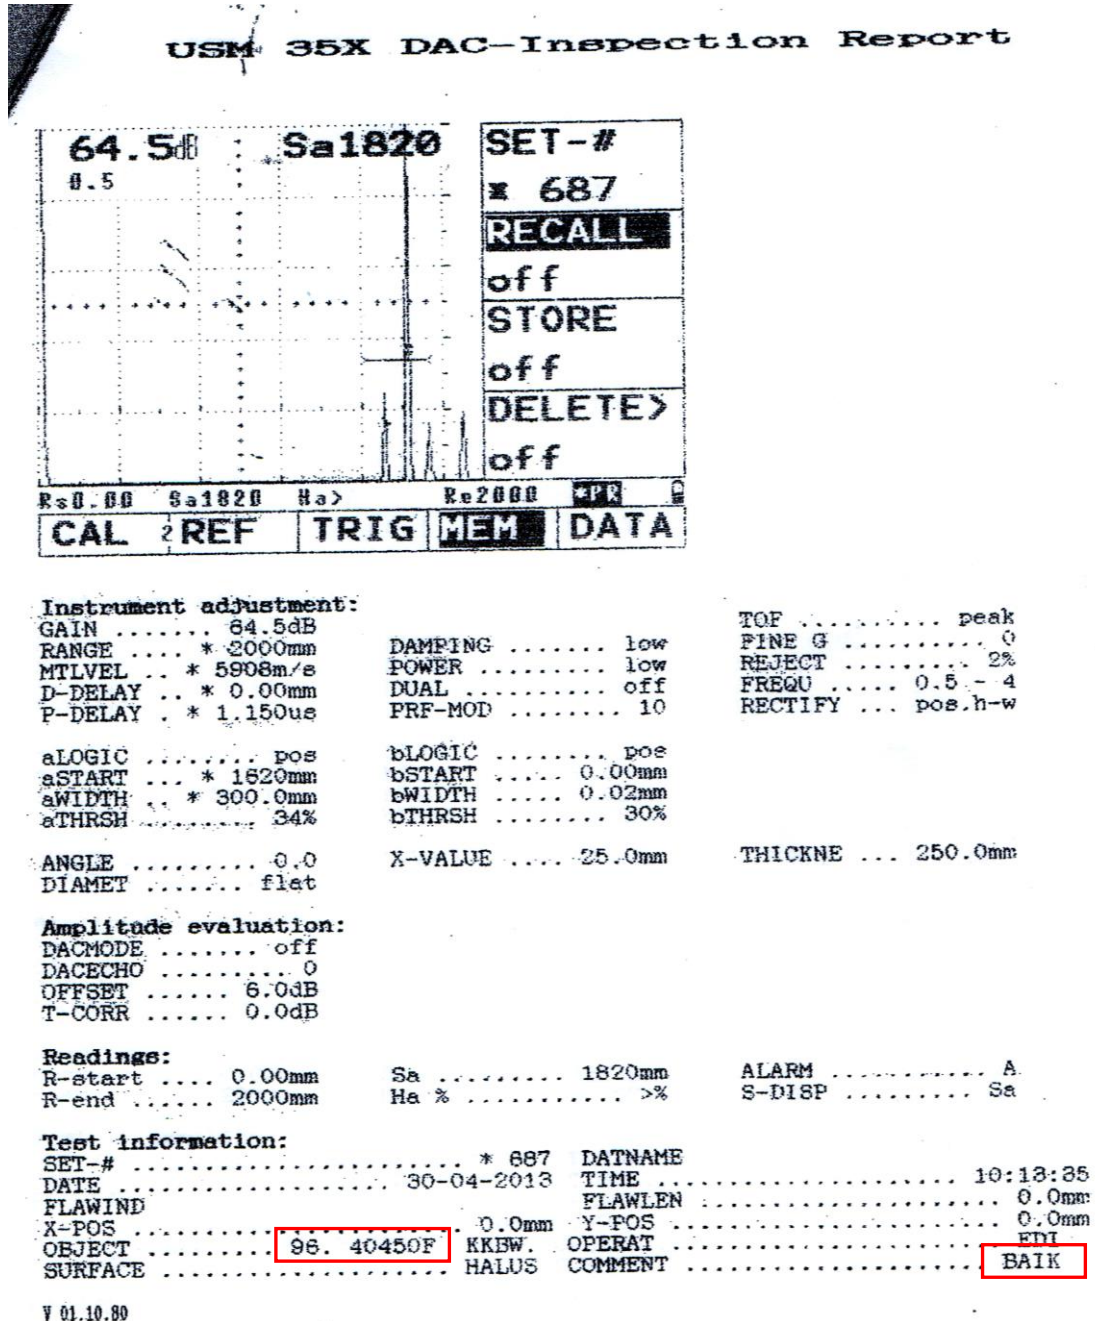 USM 35X DAC-Inspection Report
64.5dB : Sa1820
0.5
SET-#
* 687
RECALL
off
STORE
off
DELETE>
off
Rs0.00 Sa1820 Ha> Re2000 *PR
CAL 2 REF TRIG MEM DATA
Instrument adjustment:
GAIN ....... 64.5dB TOF ........... peak
RANGE .... * 2000mm DAMPING ....... low FINE G .......... 0
MTLVEL .. * 5908m/s POWER ......... low REJECT ......... 2%
D-DELAY .. * 0.00mm DUAL .......... off FREQU ..... 0.5 - 4
P-DELAY . * 1.150us PRF-MOD ........ 10 RECTIFY ... pos.h-w
aLOGIC ........ pos bLOGIC ........ pos
aSTART ... * 1620mm bSTART ..... 0.00mm
aWIDTH .. * 300.0mm bWIDTH ..... 0.02mm
aTHRSH ......... 34% bTHRSH ........ 30%
ANGLE ......... 0.0 X-VALUE .... 25.0mm THICKNE ... 250.0mm
DIAMET ....... flat
Amplitude evaluation:
DACMODE ....... off
DACECHO .......... 0
OFFSET ...... 6.0dB
T-CORR ...... 0.0dB
Readings:
R-start .... 0.00mm Sa ......... 1820mm ALARM ........... A
R-end ...... 2000mm Ha % ........... >% S-DISP ......... Sa
Test information:
SET-# ....................... * 687 DATNAME
DATE .................. 30-04-2013 TIME ..................... 10:13:35
FLAWIND FLAWLEN .................... 0.0mm
X-POS ........................ 0.0mm Y-POS ...................... 0.0mm
OBJECT ......... 96. 40450F KKBW. OPERAT ....................... EDI
SURFACE .................... HALUS COMMENT ..................... BAIK
V 01.10.80